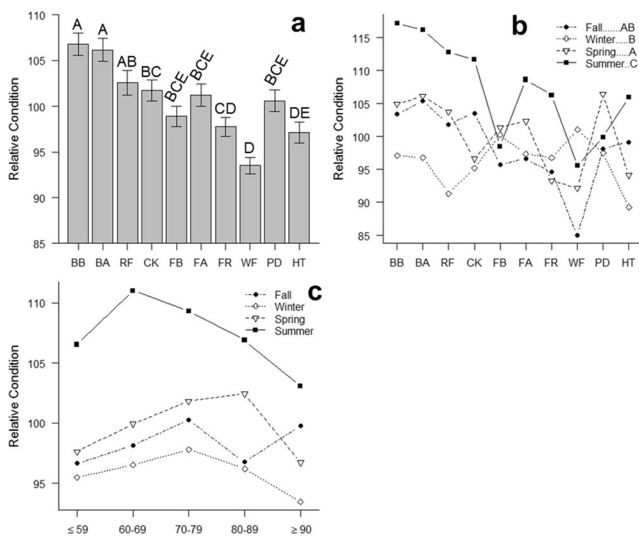 a
Relative Condition
110
105
100
95
90
85
A
A
AB
BC
BCE
BCE
CD
D
BCE
DE
BB BA RF CK FB FA FR WF PD HT
b
Relative Condition
115
110
105
100
95
90
85
Fall.......AB
Winter.....B
Spring.....A
Summer..C
BB BA RF CK FB FA FR WF PD HT
c
Relative Condition
110
105
100
95
Fall
Winter
Spring
Summer
≤ 59 60-69 70-79 80-89 ≥ 90